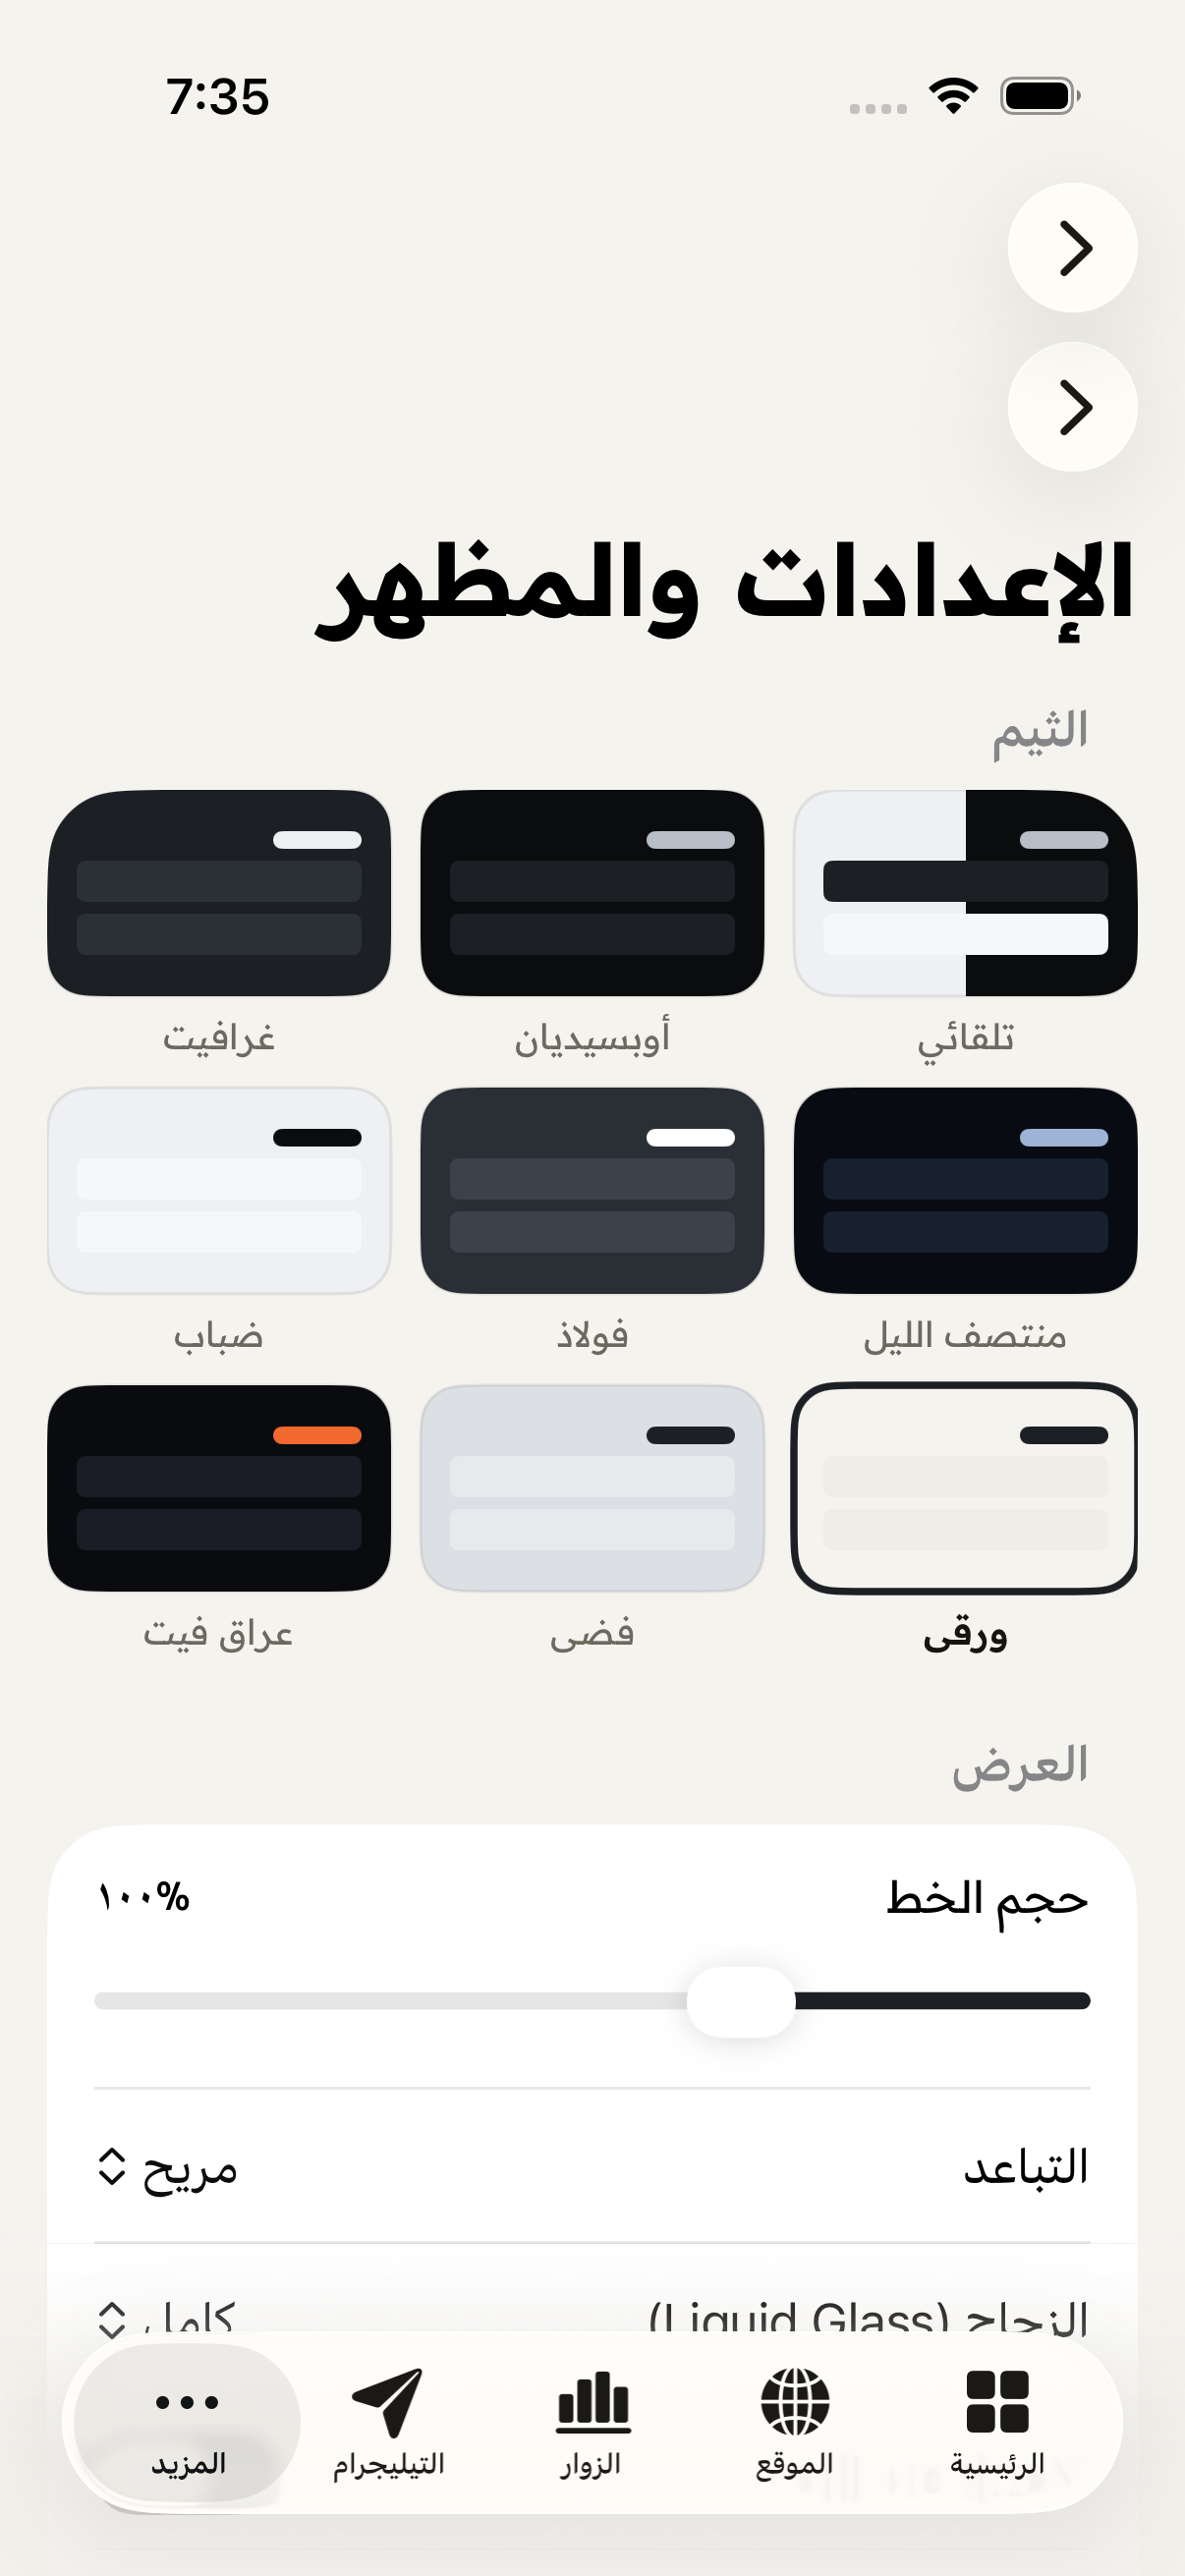 7:35
الإعدادات والمظهر
الثيم
تلقائي
أوبسيديان
غرافيت
منتصف الليل
فولاذ
ضباب
ورقي
فضي
عراق فيت
العرض
حجم الخط
١٠٠%
التباعد
مريح
الزجاج (Liquid Glass)
كامل
الرئيسية
الموقع
الزوار
التيليجرام
المزيد